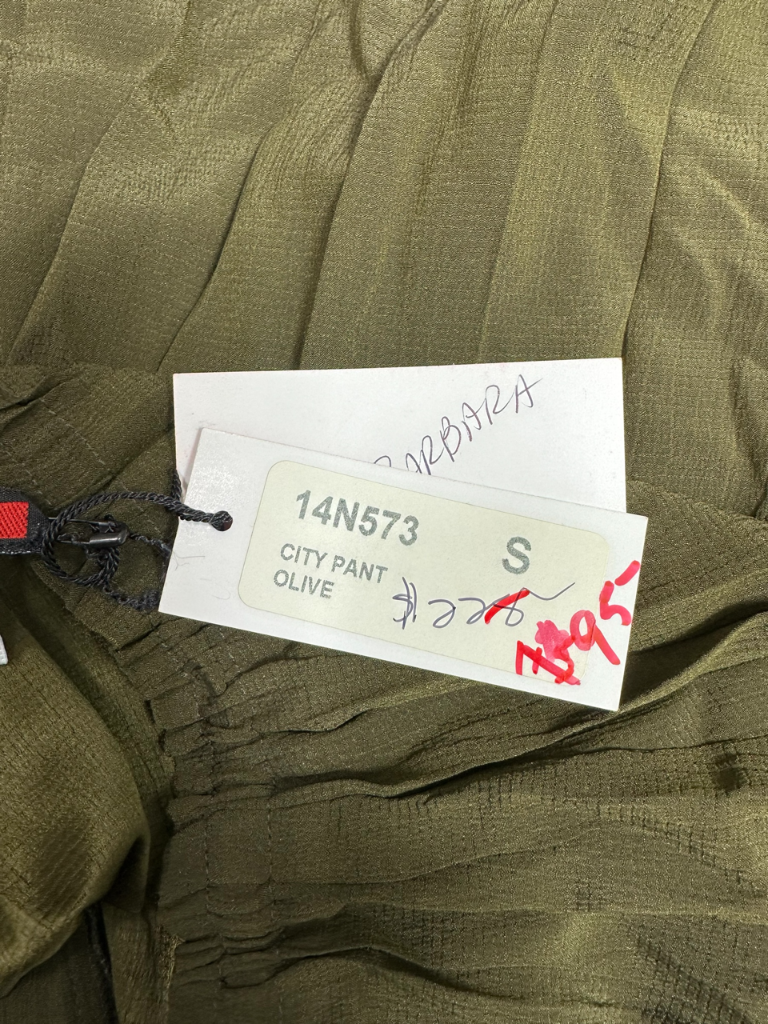 BARBARA
14N573 S
CITY PANT
OLIVE